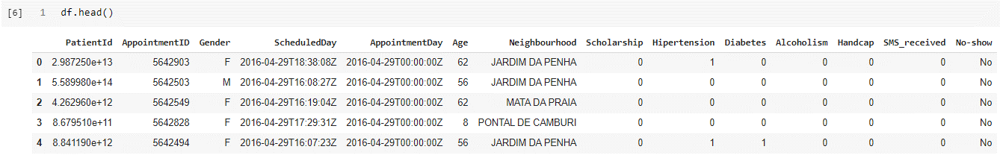 [6] 1 df.head()
PatientId AppointmentID Gender ScheduledDay AppointmentDay Age Neighbourhood Scholarship Hipertension Diabetes Alcoholism Handcap SMS_received No-show
0 2.987250e+13 5642903 F 2016-04-29T18:38:08Z 2016-04-29T00:00:00Z 62 JARDIM DA PENHA 0 1 0 0 0 0 No
1 5.589980e+14 5642503 M 2016-04-29T16:08:27Z 2016-04-29T00:00:00Z 56 JARDIM DA PENHA 0 0 0 0 0 0 No
2 4.262960e+12 5642549 F 2016-04-29T16:19:04Z 2016-04-29T00:00:00Z 62 MATA DA PRAIA 0 0 0 0 0 0 No
3 8.679510e+11 5642828 F 2016-04-29T17:29:31Z 2016-04-29T00:00:00Z 8 PONTAL DE CAMBURI 0 0 0 0 0 0 No
4 8.841190e+12 5642494 F 2016-04-29T16:07:23Z 2016-04-29T00:00:00Z 56 JARDIM DA PENHA 0 1 1 0 0 0 No